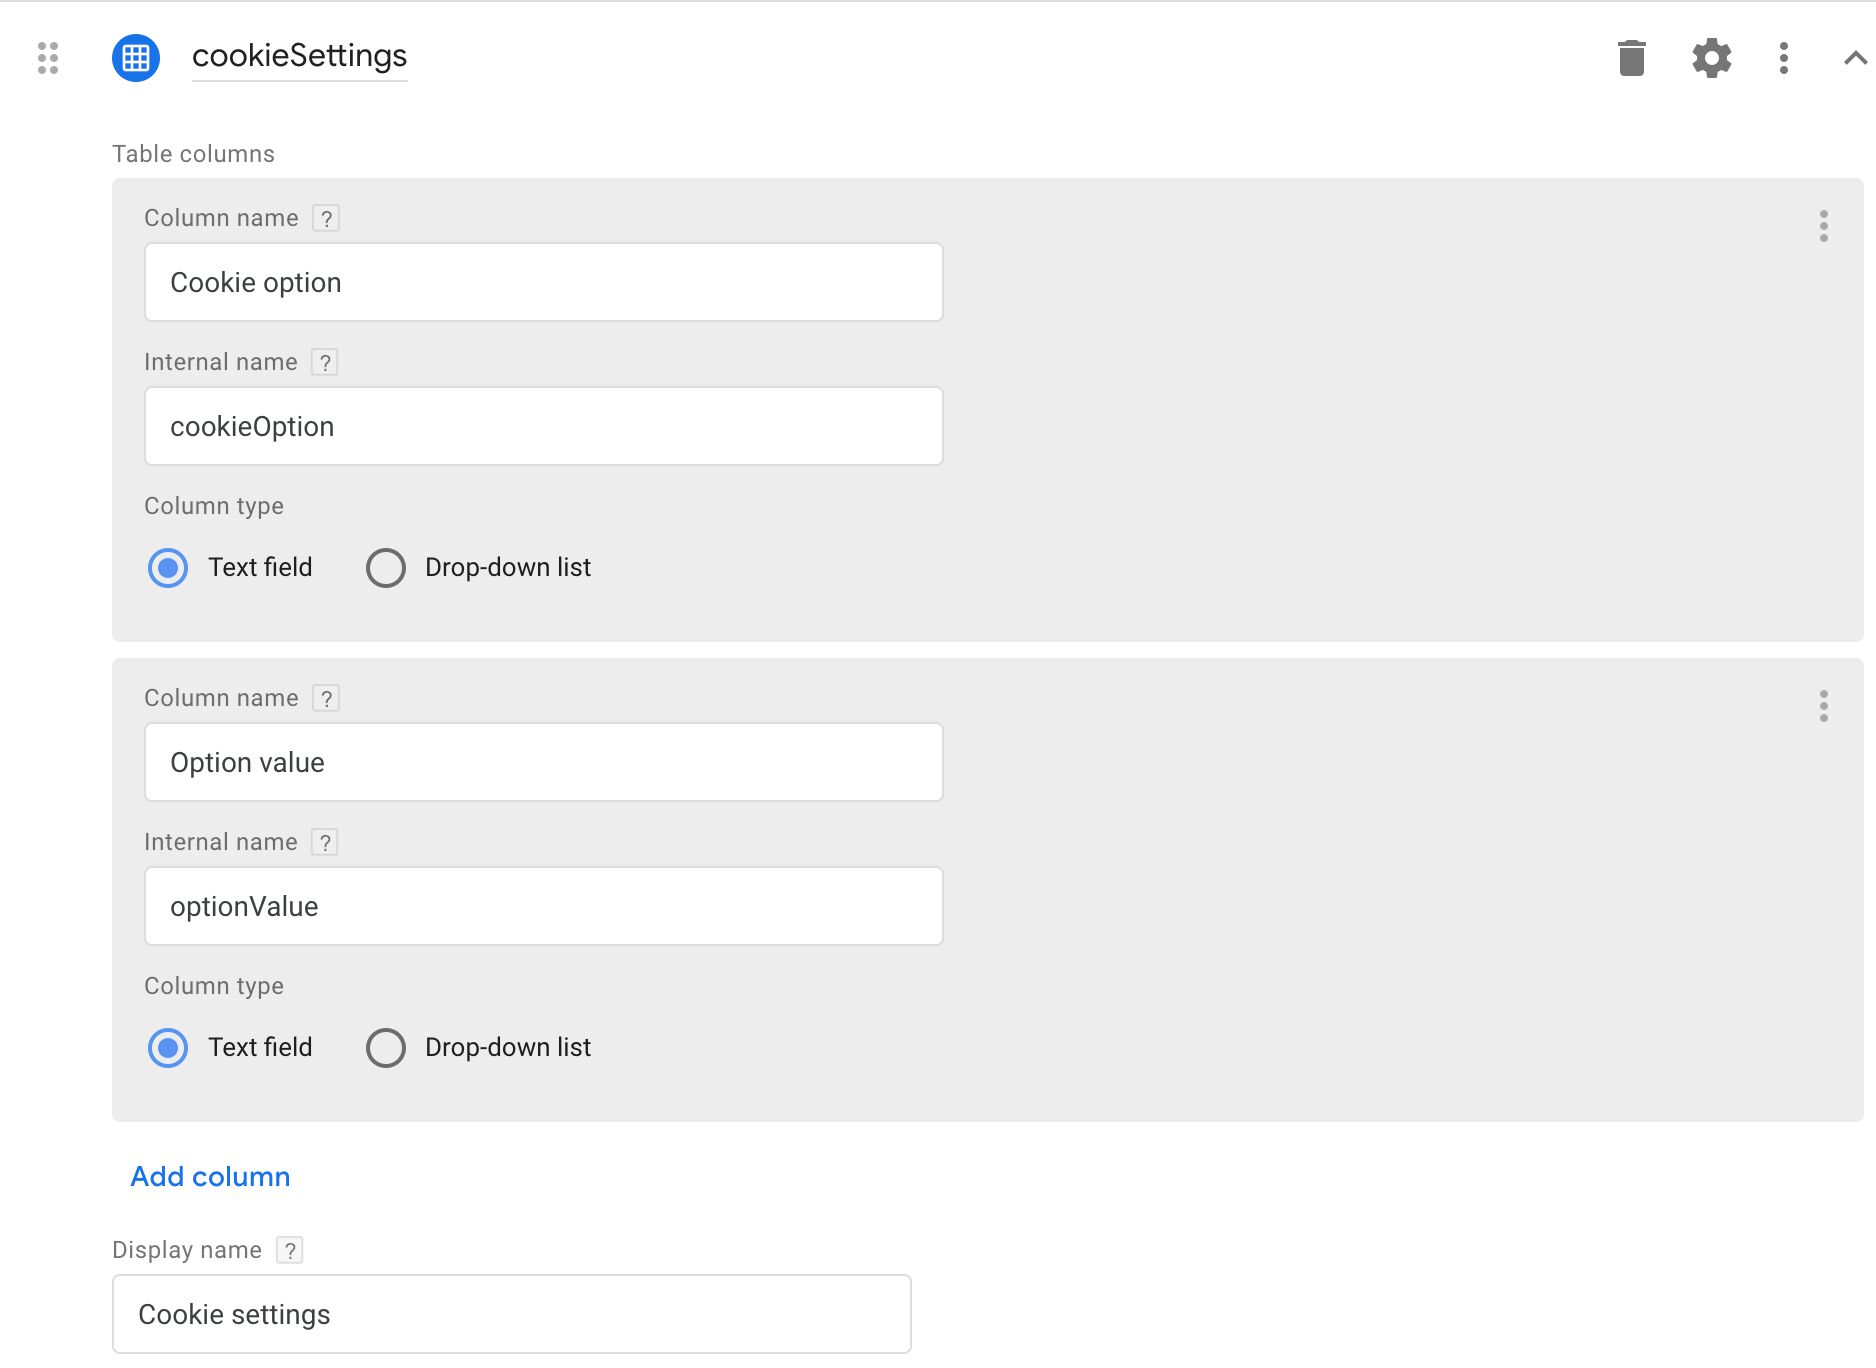 cookieSettings
Table columns
Column name ?
Cookie option
Internal name ?
cookieOption
Column type
Text field Drop-down list
Column name ?
Option value
Internal name ?
optionValue
Column type
Text field Drop-down list
Add column
Display name ?
Cookie settings